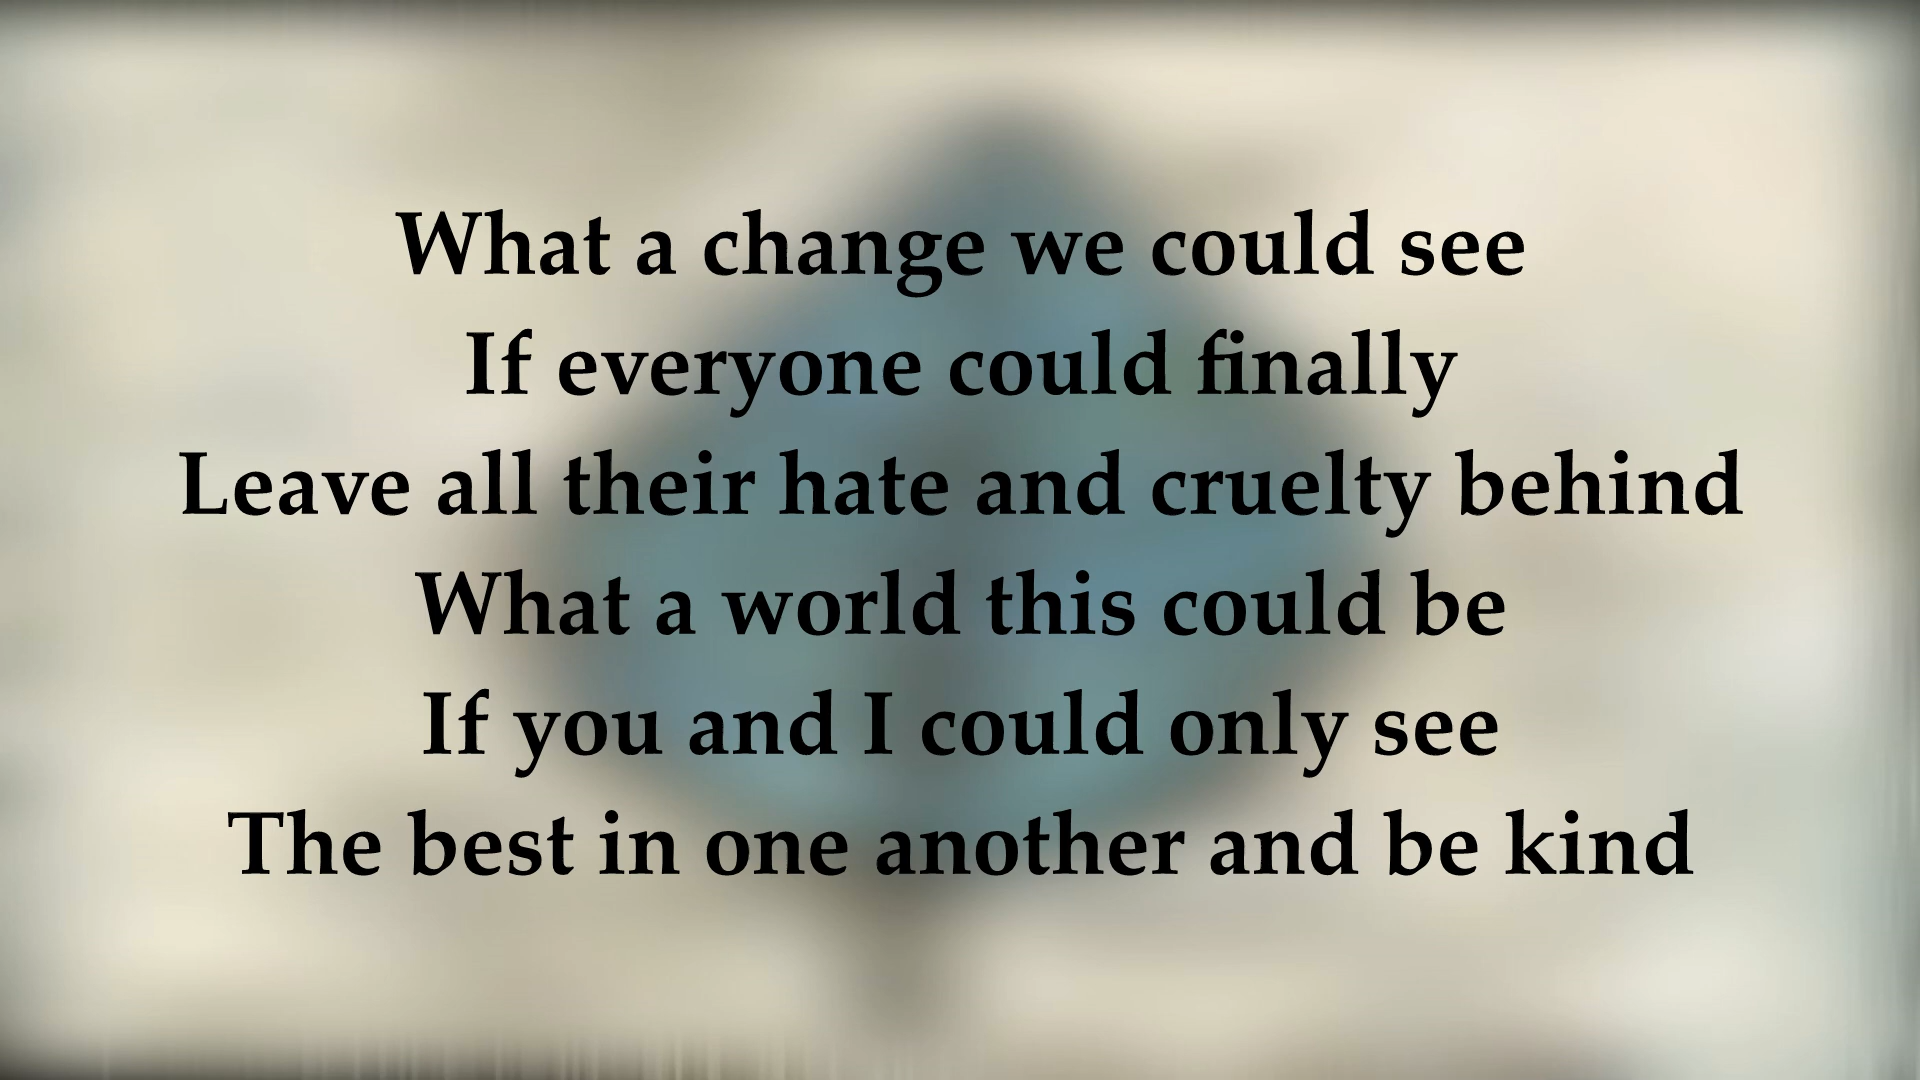 What a change we could see
If everyone could finally
Leave all their hate and cruelty behind
What a world this could be
If you and I could only see
The best in one another and be kind